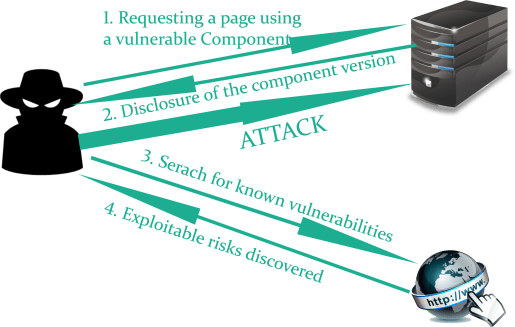 1. Requesting a page using
a vulnerable Component
2. Disclosure of the component version
ATTACK
3. Serach for known vulnerabilities
4. Exploitable risks discovered
http://www.